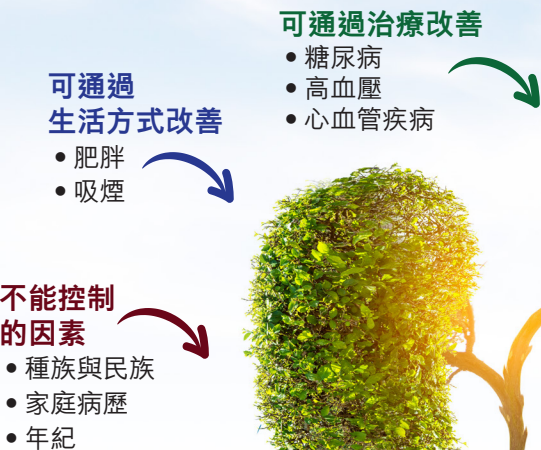 可通過治療改善
• 糖尿病
• 高血壓
• 心血管疾病
可通過
生活方式改善
• 肥胖
• 吸煙
不能控制
的因素
• 種族與民族
• 家庭病歷
• 年紀